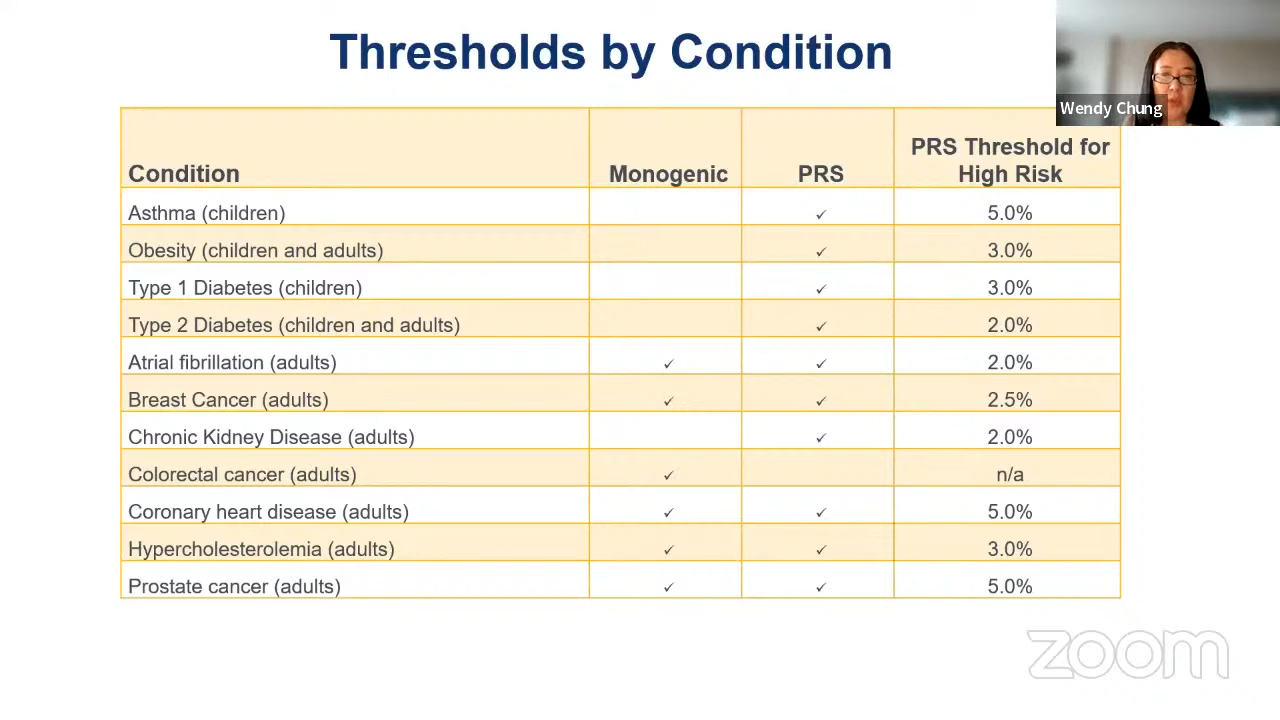 Thresholds by Condition
Wendy Chung
Condition Monogenic PRS PRS Threshold for High Risk
Asthma (children) ✓ 5.0%
Obesity (children and adults) ✓ 3.0%
Type 1 Diabetes (children) ✓ 3.0%
Type 2 Diabetes (children and adults) ✓ 2.0%
Atrial fibrillation (adults) ✓ ✓ 2.0%
Breast Cancer (adults) ✓ ✓ 2.5%
Chronic Kidney Disease (adults) ✓ 2.0%
Colorectal cancer (adults) ✓ n/a
Coronary heart disease (adults) ✓ ✓ 5.0%
Hypercholesterolemia (adults) ✓ ✓ 3.0%
Prostate cancer (adults) ✓ ✓ 5.0%
zoom